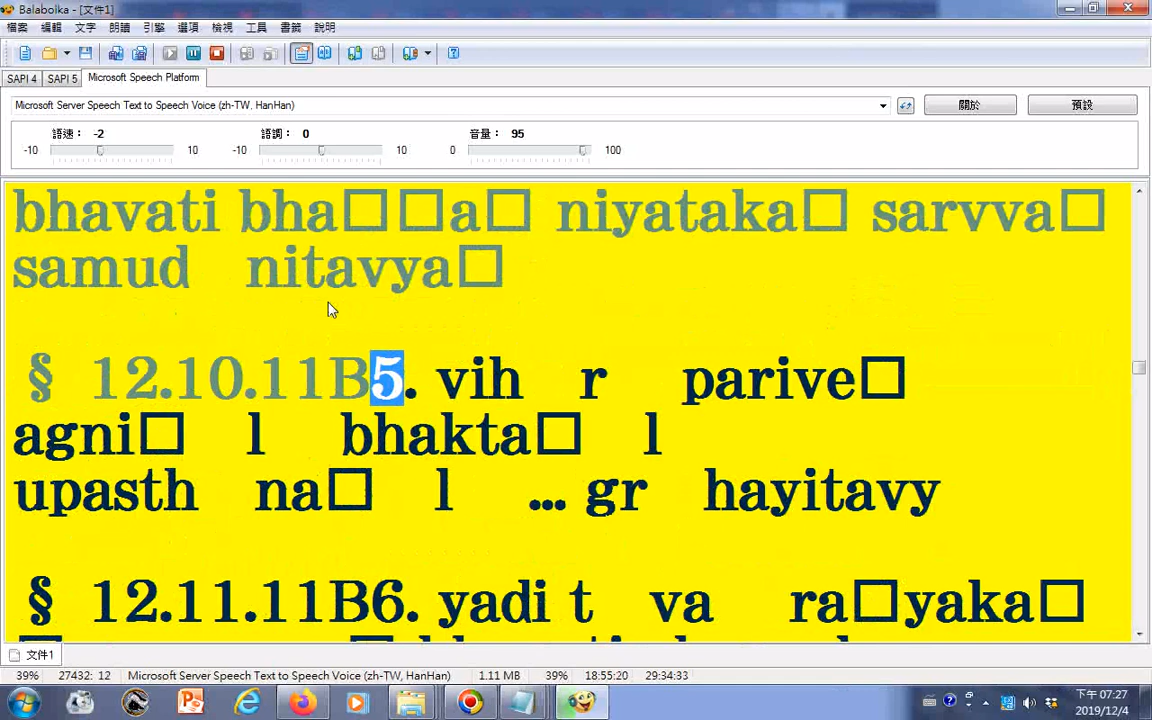 Balabolka - [文件1]
檔案 編輯 文字 朗讀 引擎 選項 檢視 工具 書籤 說明
SAPI 4 SAPI 5 Microsoft Speech Platform
Microsoft Server Speech Text to Speech Voice (zh-TW, HanHan) 關於 預設
語速： -2 語調： 0 音量： 95
-10 10 -10 10 0 100
bhavati bha□□a□ niyataka□ sarvva□
samud nitavya□
§ 12.10.11B5. vih r parive□
agni□ l bhakta□ l
upasth na□ l ... gr hayitavy
§ 12.11.11B6. yadi t va ra□yaka□
文件1
39% 27432: 12 Microsoft Server Speech Text to Speech Voice (zh-TW, HanHan) 1.11 MB 39% 18:55:20 29:34:33
下午 07:27
2019/12/4